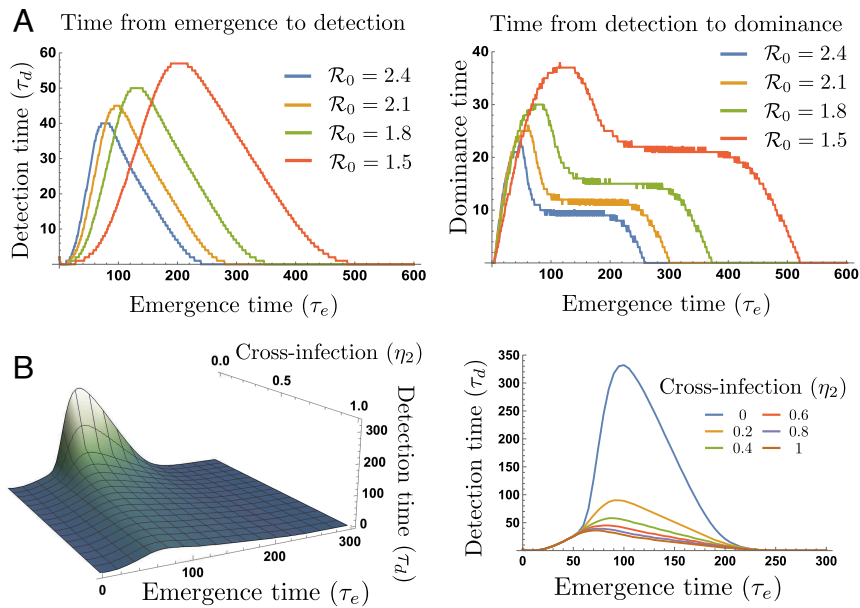 A
Time from emergence to detection
Detection time (τd)
60
50
40
30
20
10
100 200 300 400 500 600
Emergence time (τe)
R0 = 2.4
R0 = 2.1
R0 = 1.8
R0 = 1.5
Time from detection to dominance
Dominance time
40
30
20
10
100 200 300 400 500 600
Emergence time (τe)
R0 = 2.4
R0 = 2.1
R0 = 1.8
R0 = 1.5
B
Cross-infection (η2)
0.0
0.5
1.0
Detection time (τd)
300
200
100
0
0 100 200 300
Emergence time (τe)
Detection time (τd)
350
300
250
200
150
100
50
0 50 100 150 200 250 300
Emergence time (τe)
Cross-infection (η2)
0 0.6
0.2 0.8
0.4 1